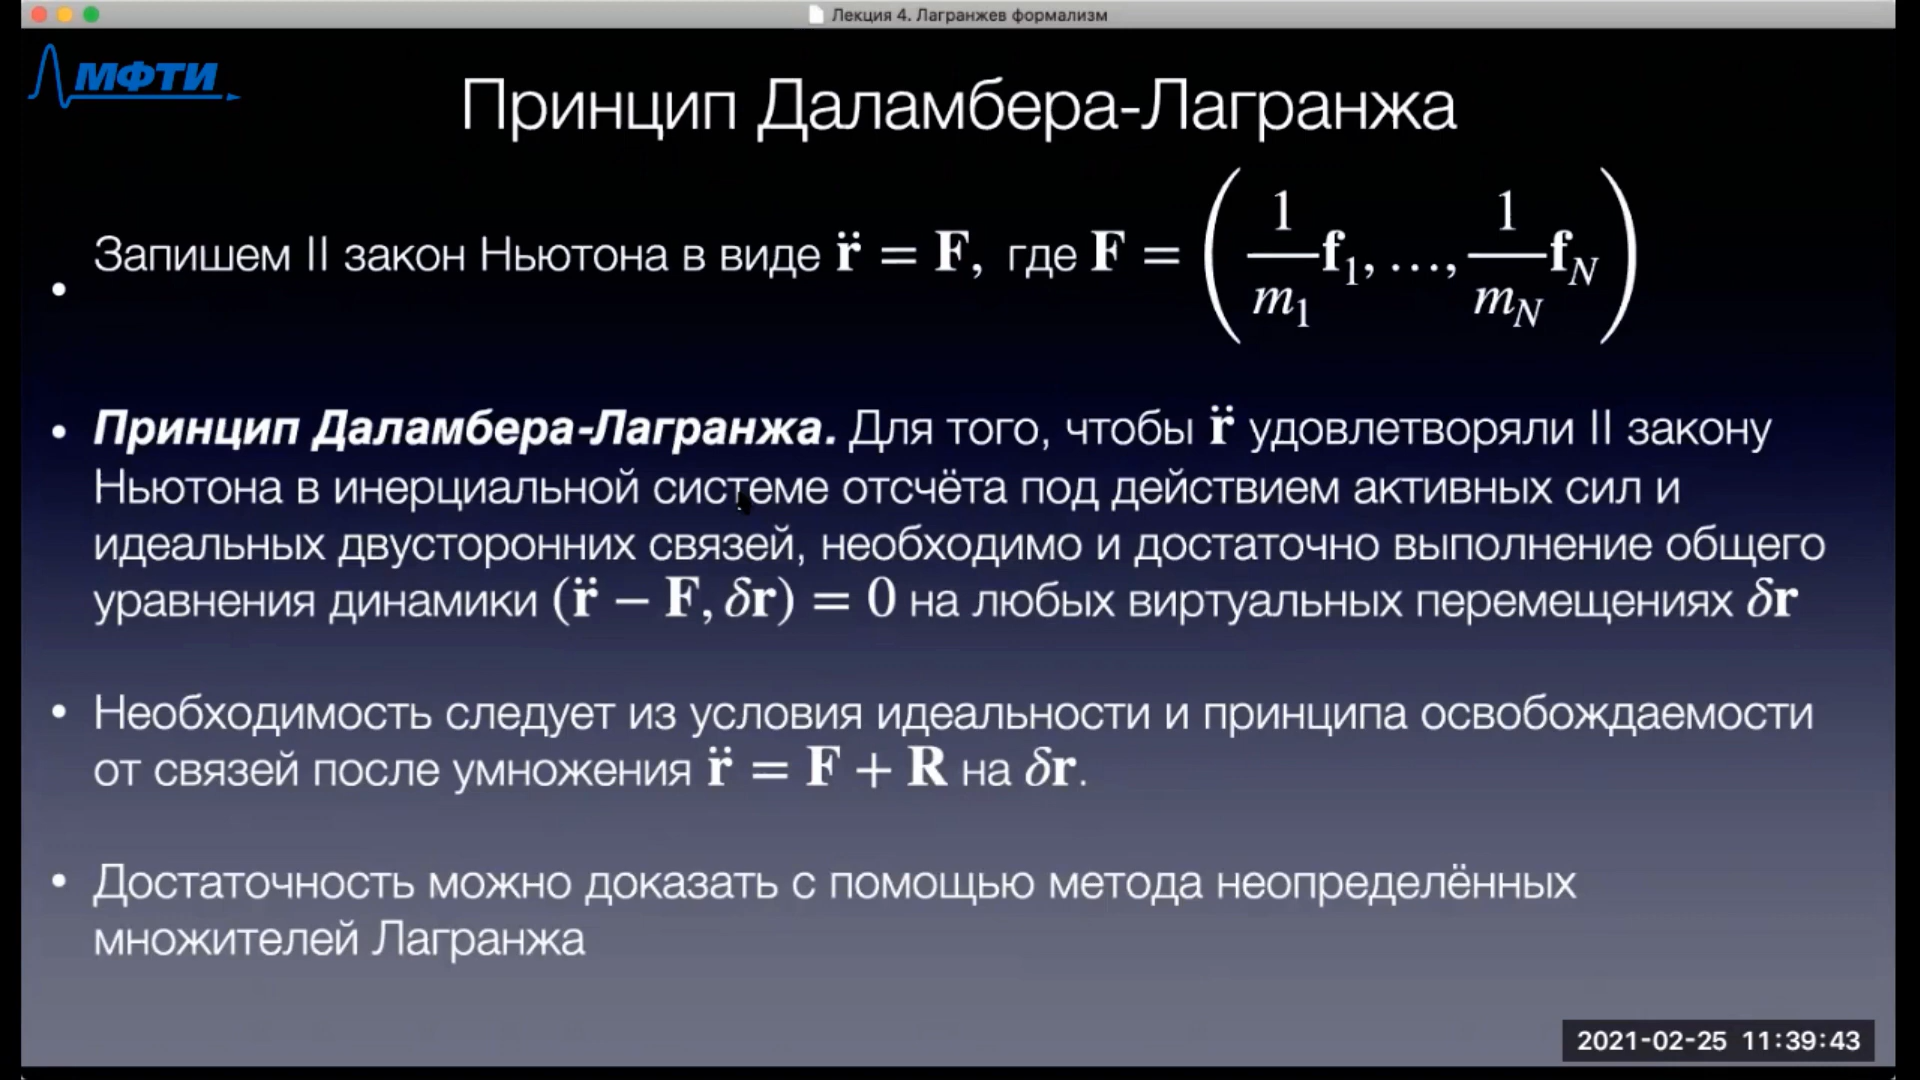 Лекция 4. Лагранжев формализм
МФТИ
Принцип Даламбера-Лагранжа
Запишем II закон Ньютона в виде r̈ = F, где F = (1/m₁ f₁, …, 1/m_N f_N)
• Принцип Даламбера-Лагранжа. Для того, чтобы r̈ удовлетворяли II закону
Ньютона в инерциальной системе отсчёта под действием активных сил и
идеальных двусторонних связей, необходимо и достаточно выполнение общего
уравнения динамики (r̈ − F, δr) = 0 на любых виртуальных перемещениях δr
• Необходимость следует из условия идеальности и принципа освобождаемости
от связей после умножения r̈ = F + R на δr.
• Достаточность можно доказать с помощью метода неопределённых
множителей Лагранжа
2021-02-25 11:39:43